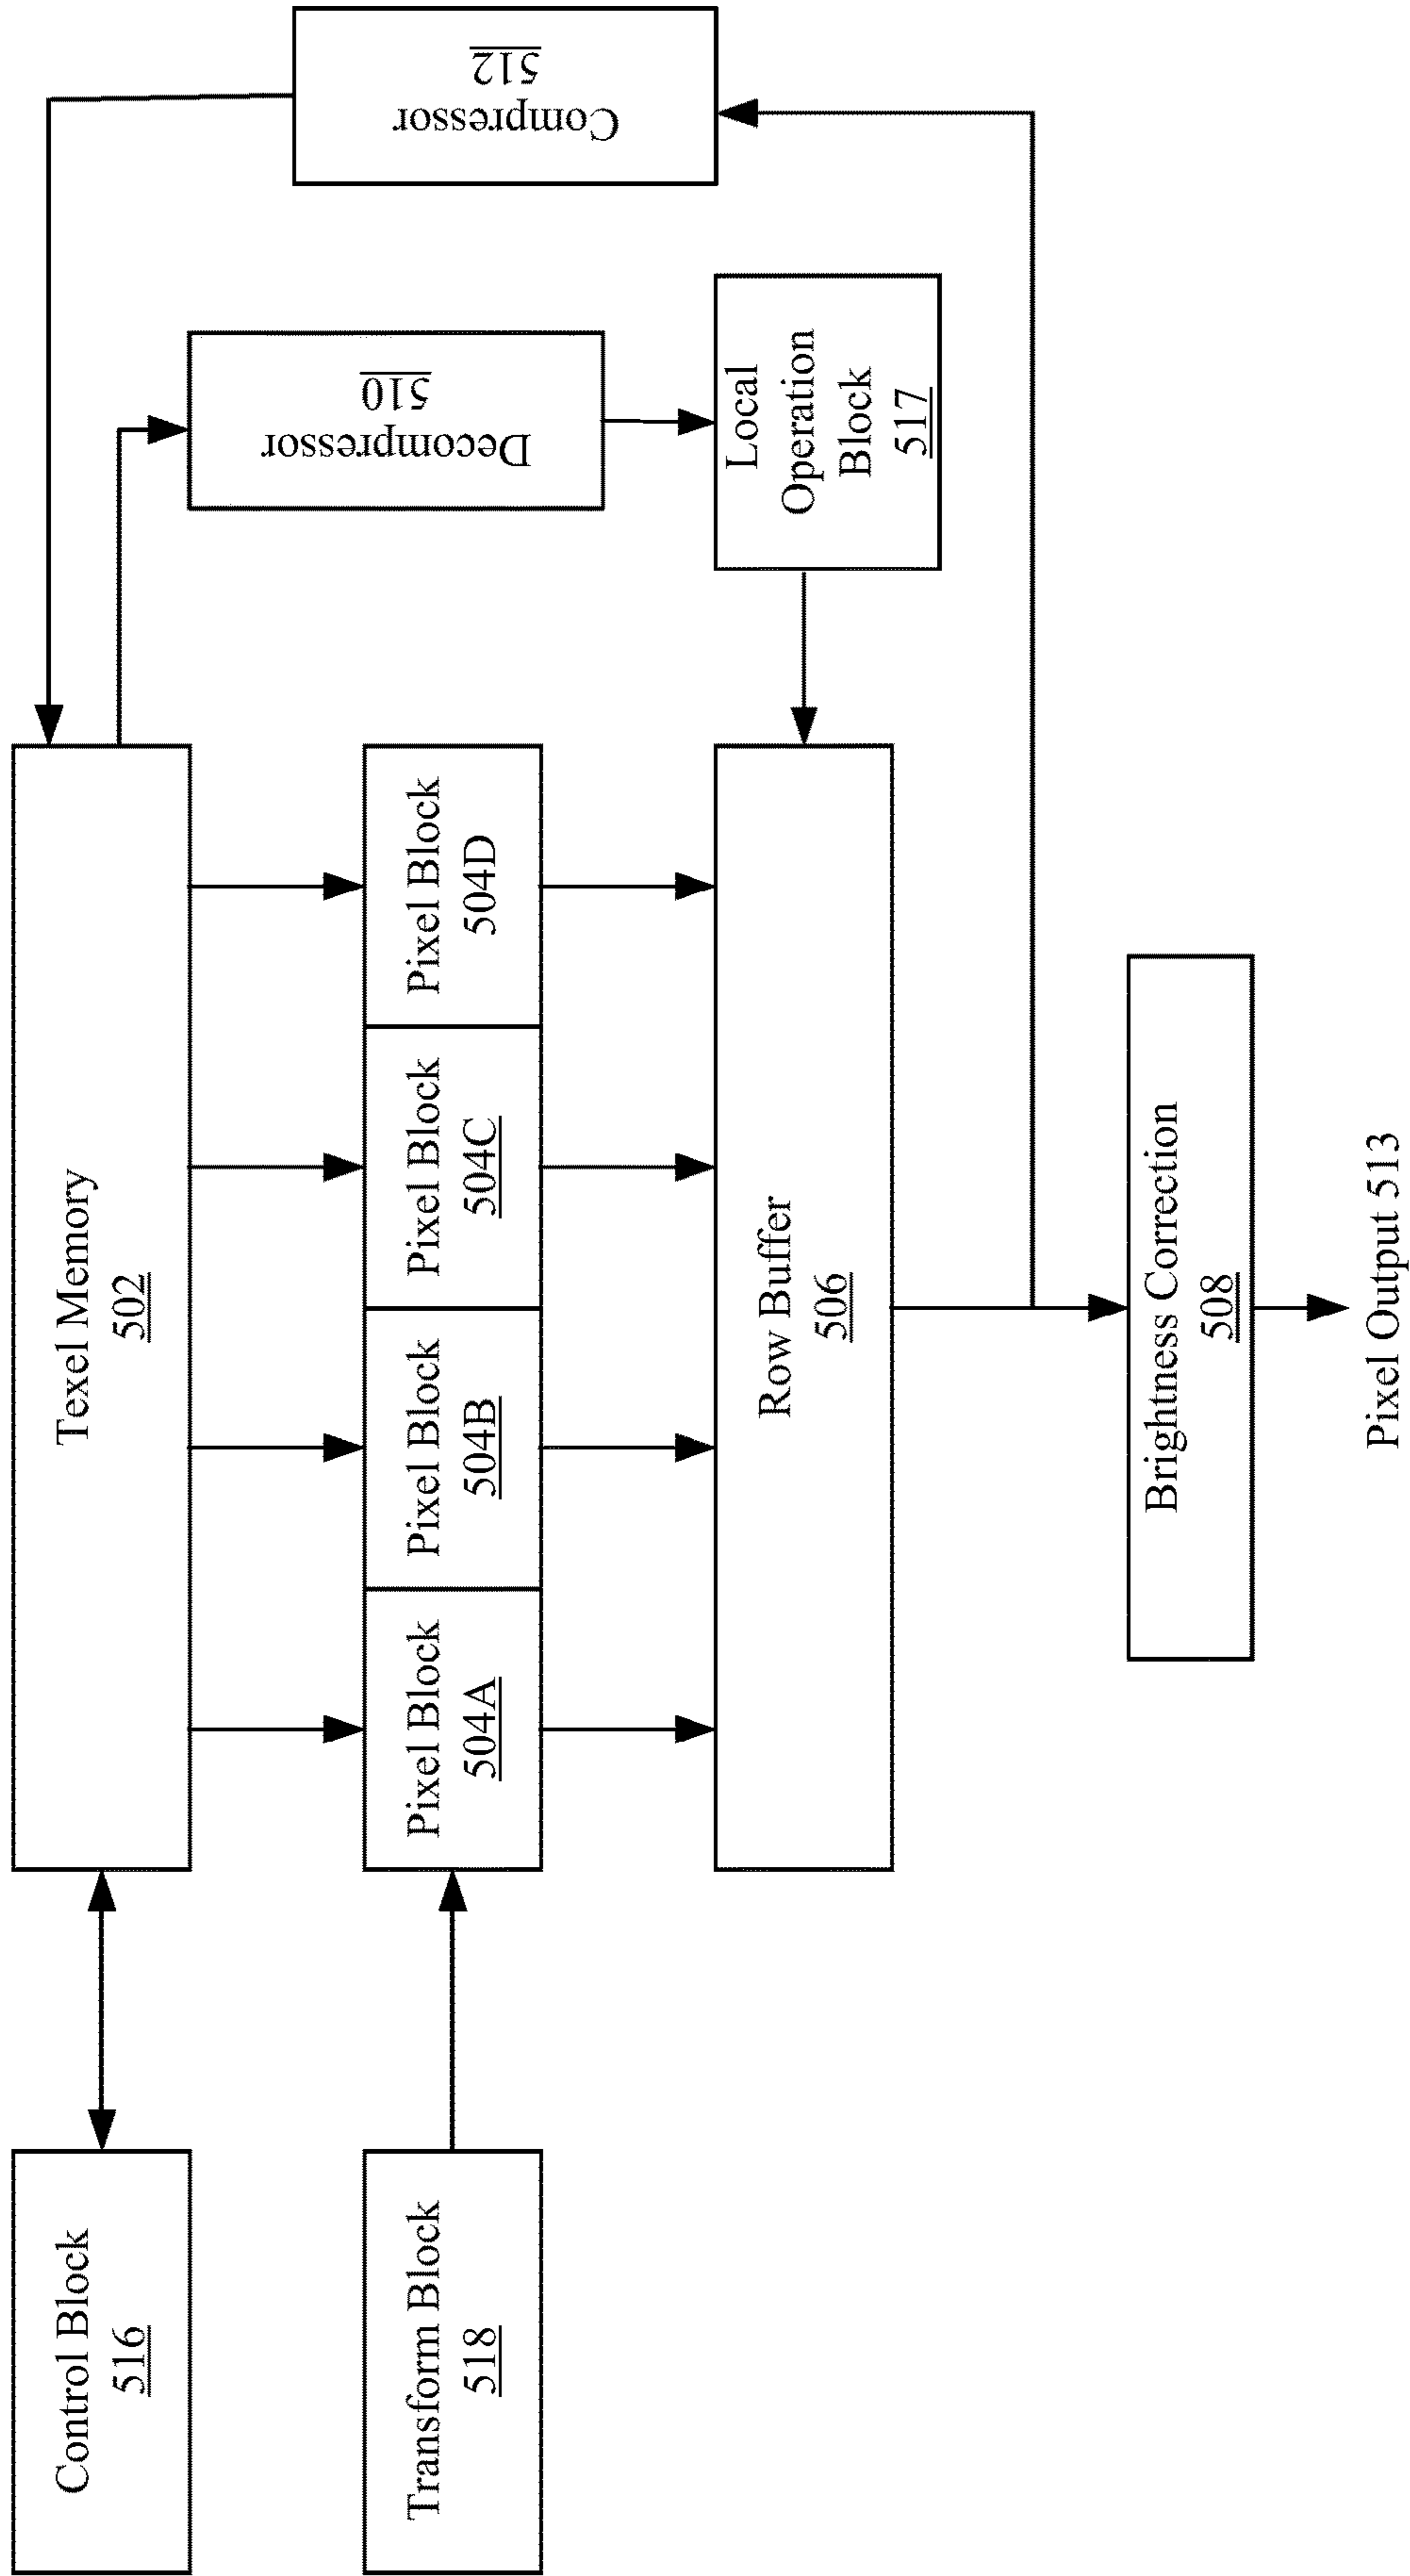 Control Block
516
Texel Memory
502
Transform Block
518
Pixel Block
504A
Pixel Block
504B
Pixel Block
504C
Pixel Block
504D
Row Buffer
506
Decompressor
510
Compressor
512
Local
Operation
Block
517
Brightness Correction
508
Pixel Output 513